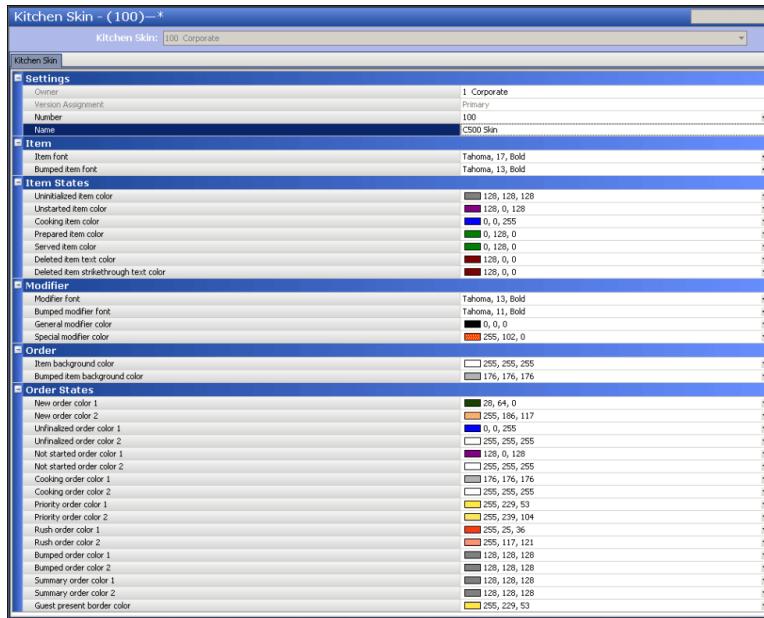 Kitchen Skin - (100)—*
Kitchen Skin: 100 Corporate
Kitchen Skin
Settings
Owner 1 Corporate
Version Assignment Primary
Number 100
Name C500 Skin
Item
Item font Tahoma, 17, Bold
Bumped item font Tahoma, 13, Bold
Item States
Uninitialized item color 128, 128, 128
Unstarted item color 128, 0, 128
Cooking item color 0, 0, 255
Prepared item color 0, 128, 0
Served item color 0, 128, 0
Deleted item text color 128, 0, 0
Deleted item strikethrough text color 128, 0, 0
Modifier
Modifier font Tahoma, 13, Bold
Bumped modifier font Tahoma, 11, Bold
General modifier color 0, 0, 0
Special modifier color 255, 102, 0
Order
Item background color 255, 255, 255
Bumped item background color 176, 176, 176
Order States
New order color 1 28, 64, 0
New order color 2 255, 186, 117
Unfinalized order color 1 0, 0, 255
Unfinalized order color 2 255, 255, 255
Not started order color 1 128, 0, 128
Not started order color 2 255, 255, 255
Cooking order color 1 176, 176, 176
Cooking order color 2 255, 255, 255
Priority order color 1 255, 229, 53
Priority order color 2 255, 239, 104
Rush order color 1 255, 25, 36
Rush order color 2 255, 117, 121
Bumped order color 1 128, 128, 128
Bumped order color 2 128, 128, 128
Summary order color 1 128, 128, 128
Summary order color 2 128, 128, 128
Guest present border color 255, 229, 53